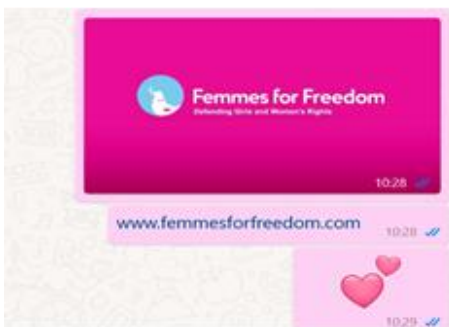 Femmes for Freedom
Defending Girls and Women's Rights
10:28
www.femmesforfreedom.com
10:28
10:29